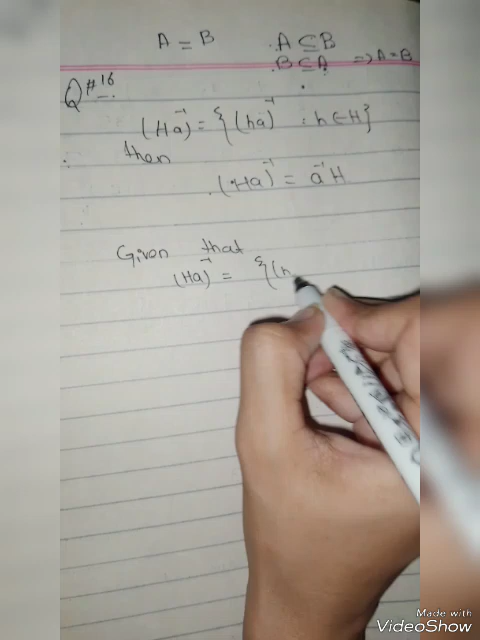 A = B .A ⊆ B
.B ⊆ A ⇒ A = B
Q#16
(Ha)⁻¹ = {(ha)⁻¹ : h ∈ H}
then
.(Ha)⁻¹ = a⁻¹H
Given that
(Ha)⁻¹ = {(h
Made with
VideoShow